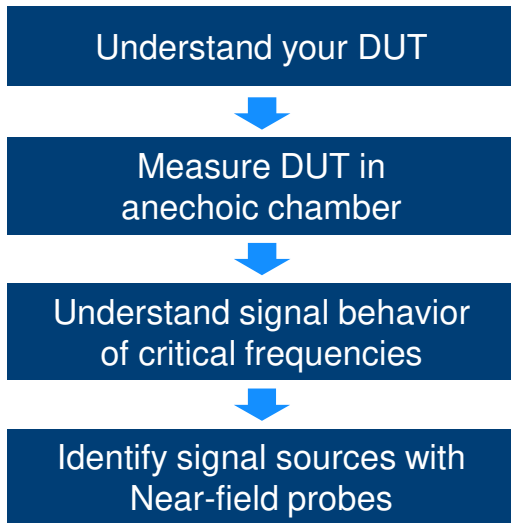 Understand your DUT
Measure DUT in
anechoic chamber
Understand signal behavior
of critical frequencies
Identify signal sources with
Near-field probes